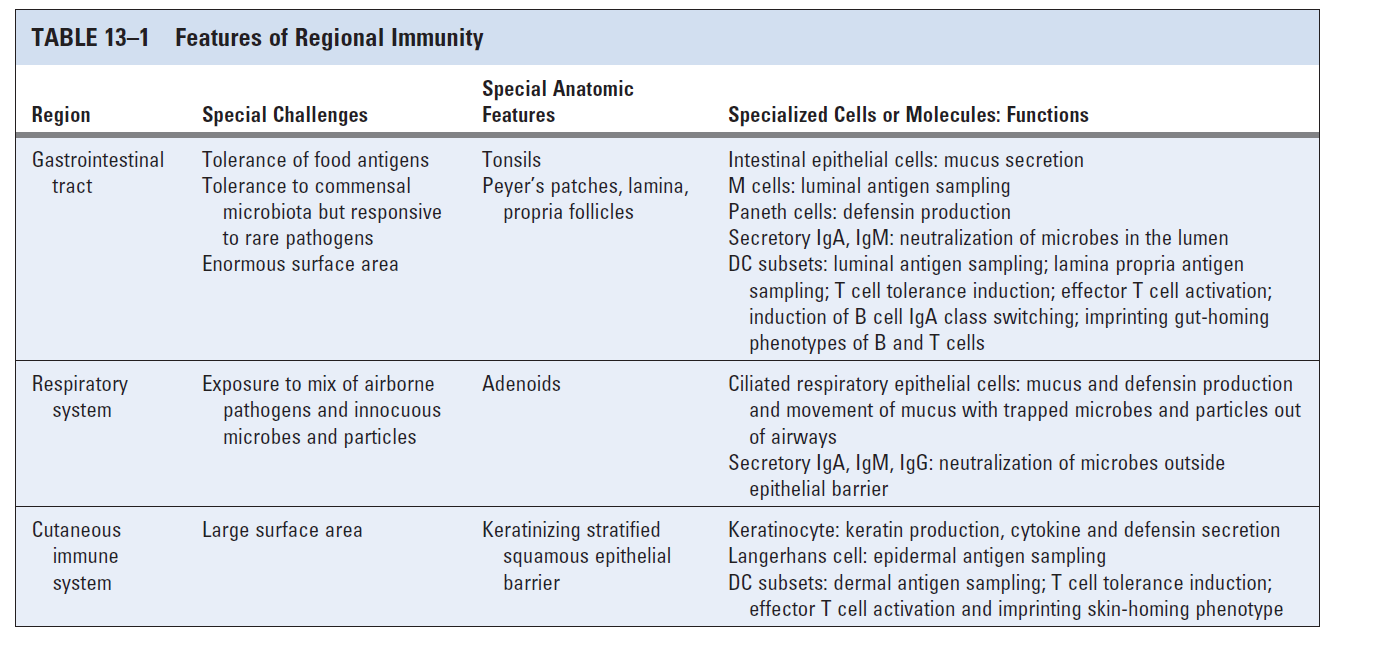 TABLE 13–1 Features of Regional Immunity
Region
Special Challenges
Special Anatomic
Features
Specialized Cells or Molecules: Functions
Gastrointestinal
tract
Tolerance of food antigens
Tolerance to commensal
microbiota but responsive
to rare pathogens
Enormous surface area
Tonsils
Peyer’s patches, lamina,
propria follicles
Intestinal epithelial cells: mucus secretion
M cells: luminal antigen sampling
Paneth cells: defensin production
Secretory IgA, IgM: neutralization of microbes in the lumen
DC subsets: luminal antigen sampling; lamina propria antigen
sampling; T cell tolerance induction; effector T cell activation;
induction of B cell IgA class switching; imprinting gut-homing
phenotypes of B and T cells
Respiratory
system
Exposure to mix of airborne
pathogens and innocuous
microbes and particles
Adenoids
Ciliated respiratory epithelial cells: mucus and defensin production
and movement of mucus with trapped microbes and particles out
of airways
Secretory IgA, IgM, IgG: neutralization of microbes outside
epithelial barrier
Cutaneous
immune
system
Large surface area
Keratinizing stratified
squamous epithelial
barrier
Keratinocyte: keratin production, cytokine and defensin secretion
Langerhans cell: epidermal antigen sampling
DC subsets: dermal antigen sampling; T cell tolerance induction;
effector T cell activation and imprinting skin-homing phenotype